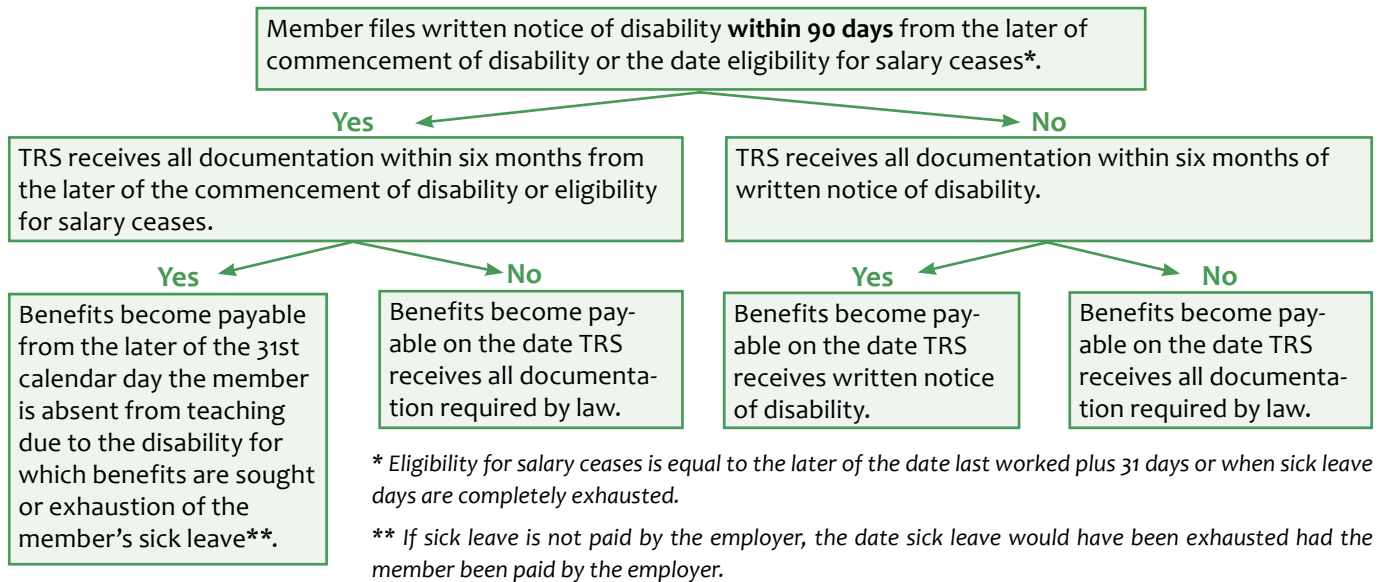 Member files written notice of disability within 90 days from the later of
commencement of disability or the date eligibility for salary ceases*.
Yes
No
TRS receives all documentation within six months from
the later of the commencement of disability or eligibility
for salary ceases.
TRS receives all documentation within six months of
written notice of disability.
Yes
No
Yes
No
Benefits become payable
from the later of the 31st
calendar day the member
is absent from teaching
due to the disability for
which benefits are sought
or exhaustion of the
member's sick leave**.
Benefits become pay-
able on the date TRS
receives all documenta-
tion required by law.
Benefits become pay-
able on the date TRS
receives written notice
of disability.
Benefits become pay-
able on the date TRS
receives all documenta-
tion required by law.
* Eligibility for salary ceases is equal to the later of the date last worked plus 31 days or when sick leave
days are completely exhausted.
** If sick leave is not paid by the employer, the date sick leave would have been exhausted had the
member been paid by the employer.